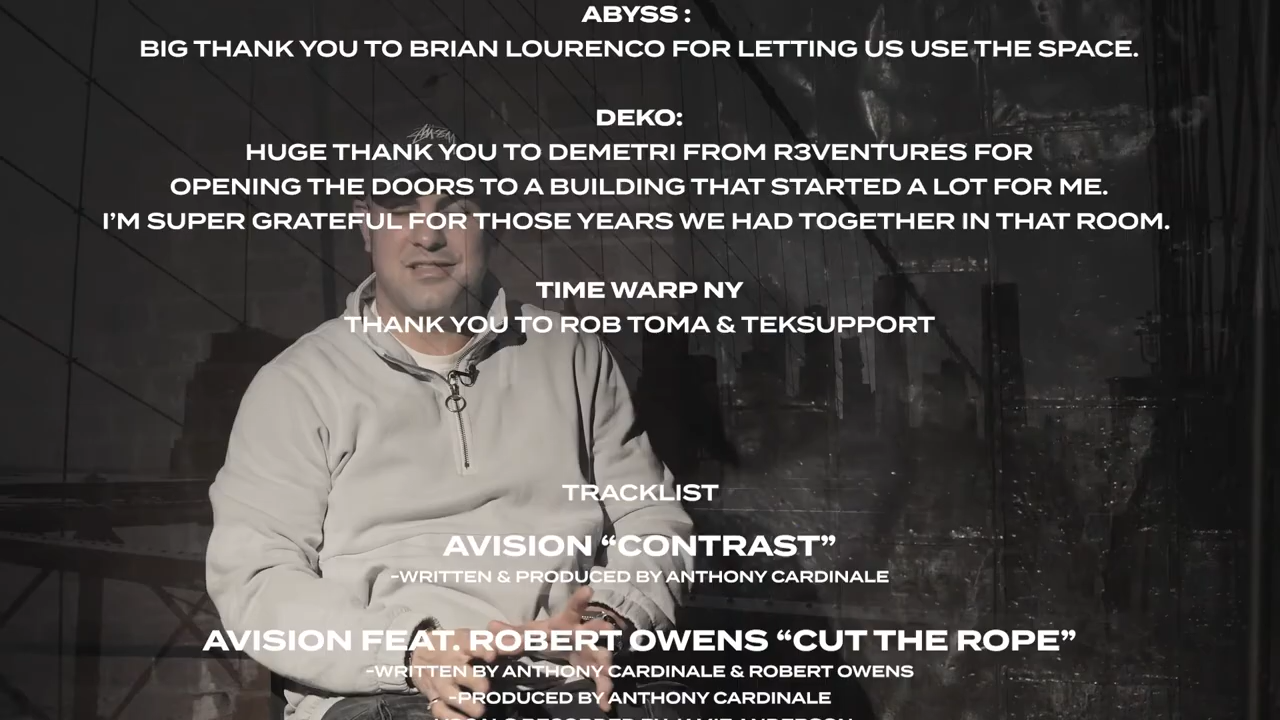 ABYSS :
BIG THANK YOU TO BRIAN LOURENCO FOR LETTING US USE THE SPACE.
DEKO:
HUGE THANK YOU TO DEMETRI FROM R3VENTURES FOR
OPENING THE DOORS TO A BUILDING THAT STARTED A LOT FOR ME.
I'M SUPER GRATEFUL FOR THOSE YEARS WE HAD TOGETHER IN THAT ROOM.
TIME WARP NY
THANK YOU TO ROB TOMA & TEKSUPPORT
TRACKLIST
AVISION “CONTRAST”
-WRITTEN & PRODUCED BY ANTHONY CARDINALE
AVISION FEAT. ROBERT OWENS “CUT THE ROPE”
-WRITTEN BY ANTHONY CARDINALE & ROBERT OWENS
-PRODUCED BY ANTHONY CARDINALE